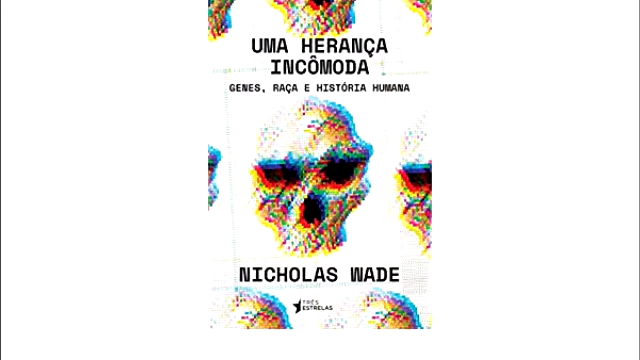 UMA HERANÇA
INCÔMODA
GENES, RAÇA E HISTÓRIA HUMANA
NICHOLAS WADE
TRÊS
ESTRELAS